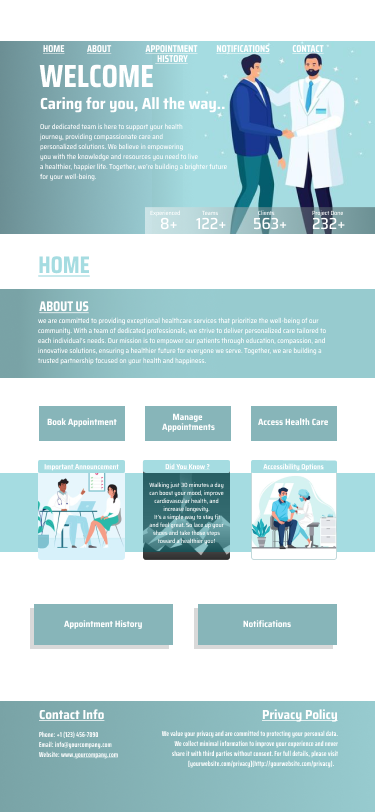 HOME ABOUT APPOINTMENT HISTORY NOTIFICATIONS CONTACT
WELCOME
Caring for you, All the way..
Our dedicated team is here to support your health
journey, providing compassionate care and
personalized solutions. We believe in empowering
you with the knowledge and resources you need to live
a healthier, happier life. Together, we're building a brighter future
for your well-being.
Experienced Teams Clients Project Done
8+ 122+ 563+ 232+
HOME
ABOUT US
we are committed to providing exceptional healthcare services that prioritize the well-being of our
community. With a team of dedicated professionals, we strive to deliver personalized care tailored to
each individual's needs. Our mission is to empower our patients through education, compassion, and
innovative solutions, ensuring a healthier future for everyone we serve. Together, we are building a
trusted partnership focused on your health and happiness.
Book Appointment
Manage
Appointments
Access Health Care
Important Announcement
Did You Know ?
Accessibility Options
Walking just 30 minutes a day
can boost your mood, improve
cardiovascular health, and
increase longevity.
It's a simple way to stay fit
and feel great. So lace up your
shoes and take those steps
toward a healthier you!
Appointment History
Notifications
Contact Info
Phone: +1 (123) 456-7890
Email: info@yourcompany.com
Website: www.yourcompany.com
Privacy Policy
We value your privacy and are committed to protecting your personal data.
We collect minimal information to improve your experience and never
share it with third parties without consent. For full details, please visit
[yourwebsite.com/privacy](http://yourwebsite.com/privacy).